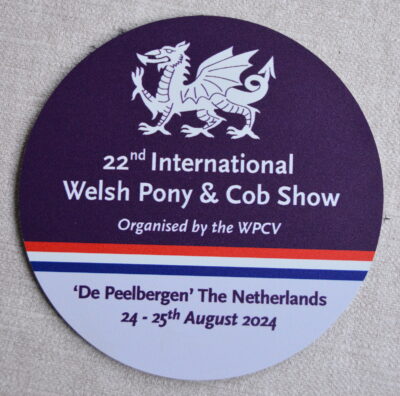 22nd International
Welsh Pony & Cob Show
Organised by the WPCV
'De Peelbergen' The Netherlands
24 - 25th August 2024